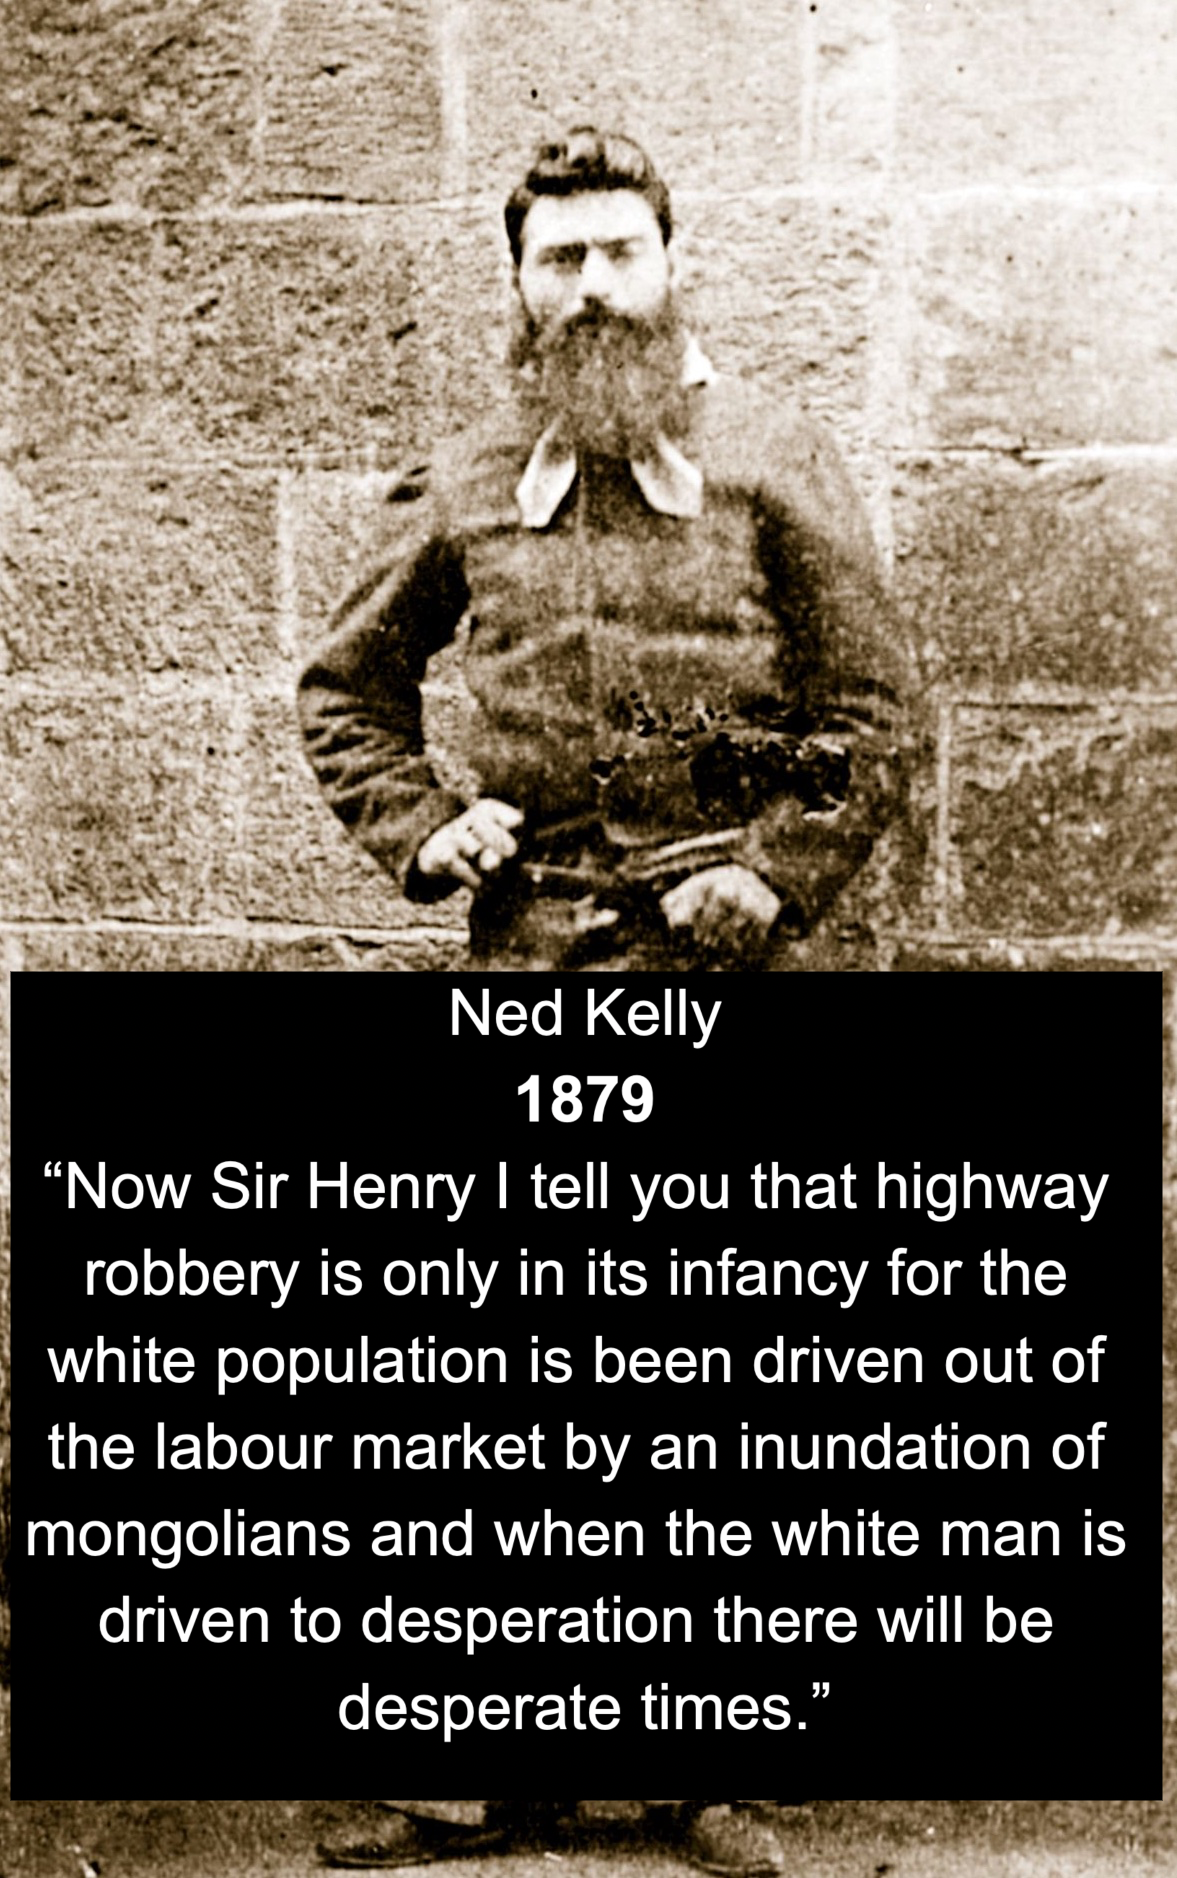 Ned Kelly
1879
“Now Sir Henry I tell you that highway
robbery is only in its infancy for the
white population is been driven out of
the labour market by an inundation of
mongolians and when the white man is
driven to desperation there will be
desperate times.”